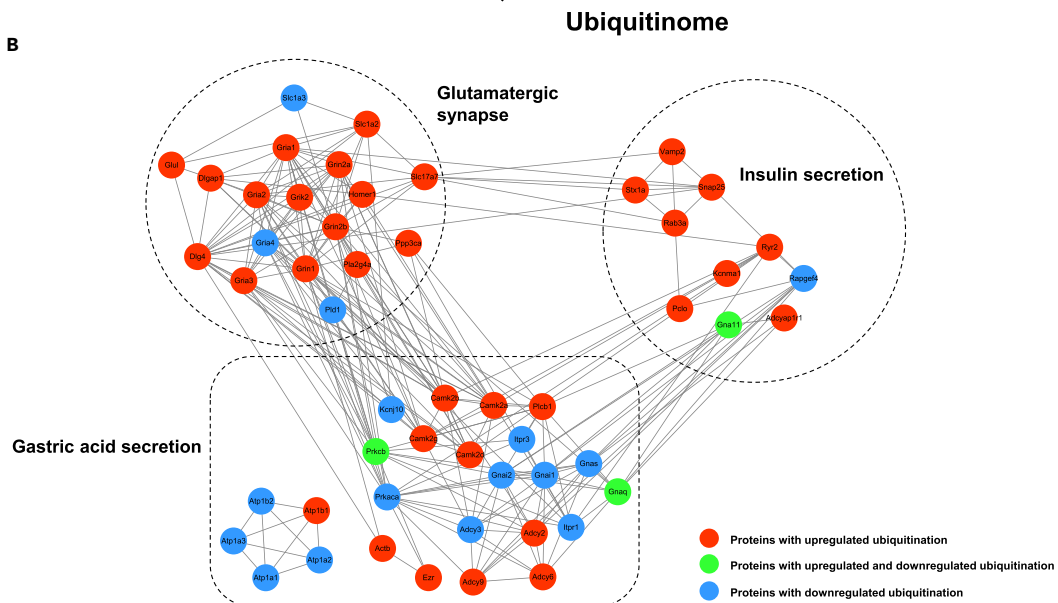 Ubiquitinome
B
Glutamatergic
synapse
Insulin secretion
Gastric acid secretion
Slc1a3
Slc1a2
Gria1
Glul
Grin2a
Dlgap1
Slc17a7
Gria2
Grik2
Homer1
Grin2b
Gria4
Ppp3ca
Dlg4
Grin1
Pla2g4a
Gria3
Pld1
Vamp2
Stx1a
Snap25
Rab3a
Ryr2
Kcnma1
Rapgef4
Pclo
Gna11
Adcyap1r1
Camk2b
Camk2a
Plcb1
Kcnj10
Camk2g
Itpr3
Prkcb
Camk2d
Gnai2
Gnai1
Gnas
Gnaq
Prkaca
Atp1b2
Atp1b1
Adcy3
Adcy2
Itpr1
Atp1a3
Actb
Atp1a2
Atp1a1
Ezr
Adcy9
Adcy6
Proteins with upregulated ubiquitination
Proteins with upregulated and downregulated ubiquitination
Proteins with downregulated ubiquitination